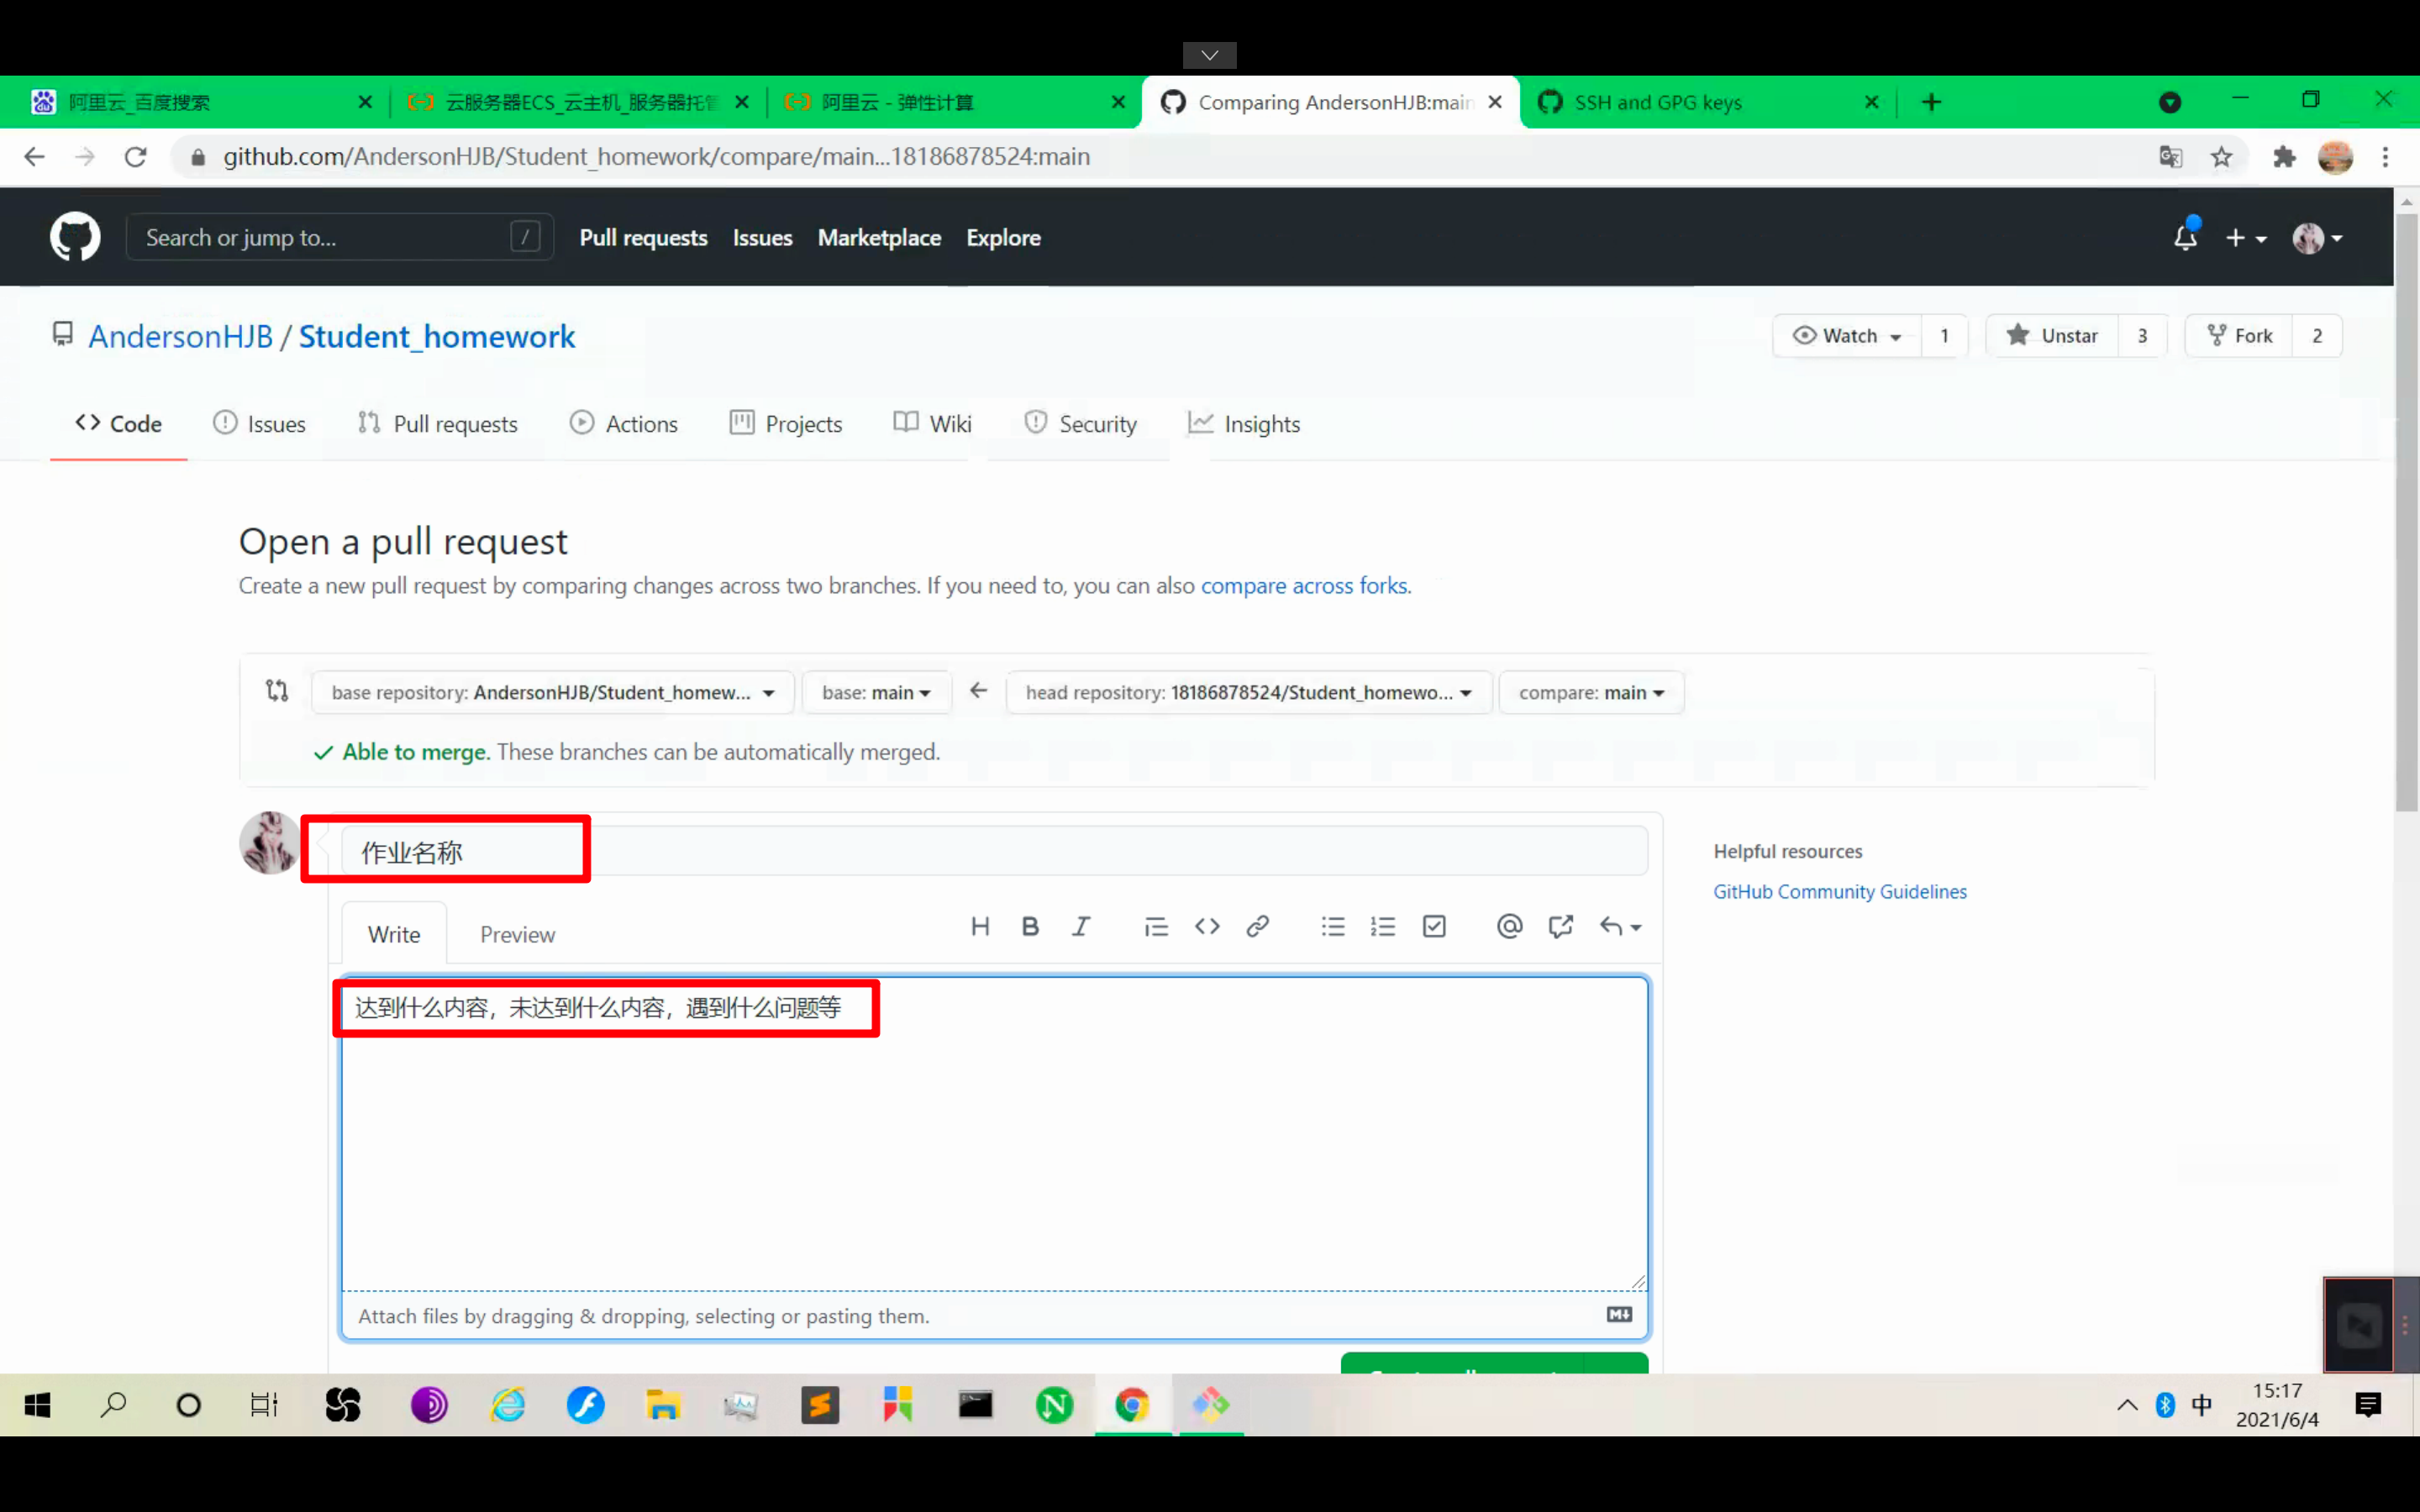 阿里云_百度搜索
云服务器ECS_云主机_服务器托管
阿里云 - 弹性计算
Comparing AndersonHJB:main
SSH and GPG keys
github.com/AndersonHJB/Student_homework/compare/main...18186878524:main
Search or jump to... /
Pull requests Issues Marketplace Explore
AndersonHJB / Student_homework
Watch 1 Unstar 3 Fork 2
Code Issues Pull requests Actions Projects Wiki Security Insights
Open a pull request
Create a new pull request by comparing changes across two branches. If you need to, you can also compare across forks.
base repository: AndersonHJB/Student_homew... base: main head repository: 18186878524/Student_homewo... compare: main
Able to merge. These branches can be automatically merged.
作业名称
Helpful resources
GitHub Community Guidelines
Write Preview
达到什么内容，未达到什么内容，遇到什么问题等
Attach files by dragging & dropping, selecting or pasting them.
中
15:17
2021/6/4